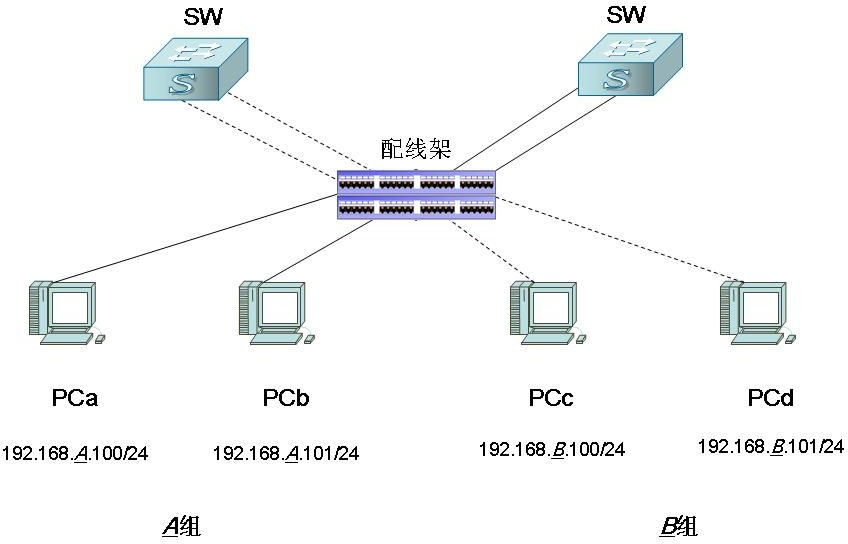 SW
SW
配线架
PCa
PCb
PCc
PCd
192.168.A.100/24
192.168.A.101/24
192.168.B.100/24
192.168.B.101/24
A组
B组